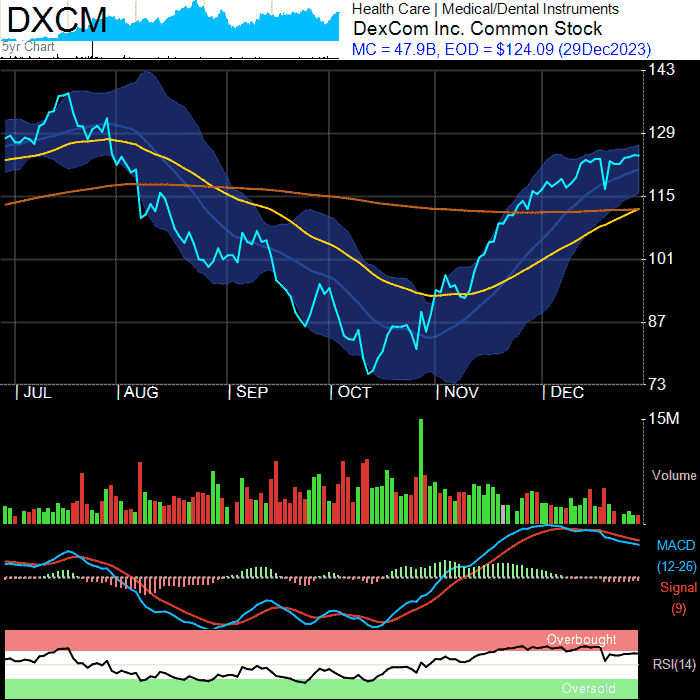 DXCM
5yr Chart
Health Care | Medical/Dental Instruments
DexCom Inc. Common Stock
MC = 47.9B, EOD = $124.09 (29Dec2023)
143
129
115
101
87
73
| JUL | AUG | SEP | OCT | NOV | DEC
15M
Volume
MACD
(12-26)
Signal
(9)
Overbought
RSI(14)
Oversold